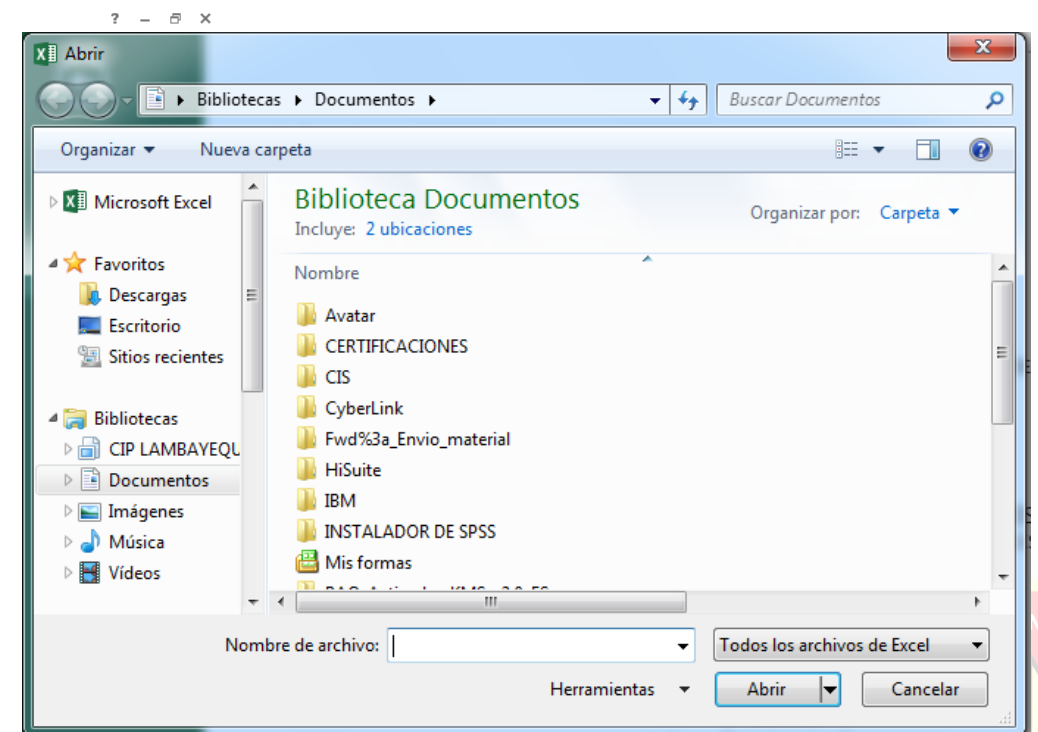 Abrir
Bibliotecas Documentos
Buscar Documentos
Organizar Nueva carpeta
Microsoft Excel
Favoritos
Descargas
Escritorio
Sitios recientes
Bibliotecas
CIP LAMBAYEQU
Documentos
Imágenes
Música
Vídeos
Biblioteca Documentos
Incluye: 2 ubicaciones
Organizar por: Carpeta
Nombre
Avatar
CERTIFICACIONES
CIS
CyberLink
Fwd%3a_Envio_material
HiSuite
IBM
INSTALADOR DE SPSS
Mis formas
Nombre de archivo:
Todos los archivos de Excel
Herramientas
Abrir
Cancelar